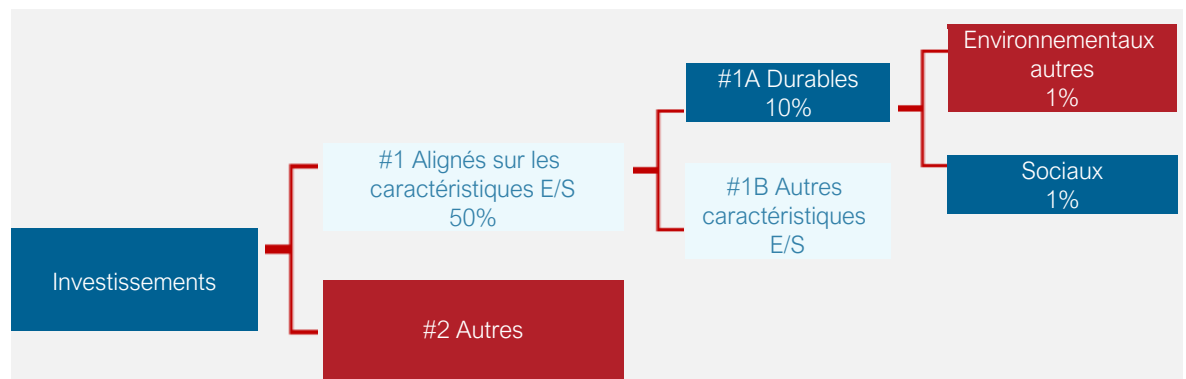 Investissements
#1 Alignés sur les
caractéristiques E/S
50%
#2 Autres
#1A Durables
10%
#1B Autres
caractéristiques
E/S
Environnementaux
autres
1%
Sociaux
1%